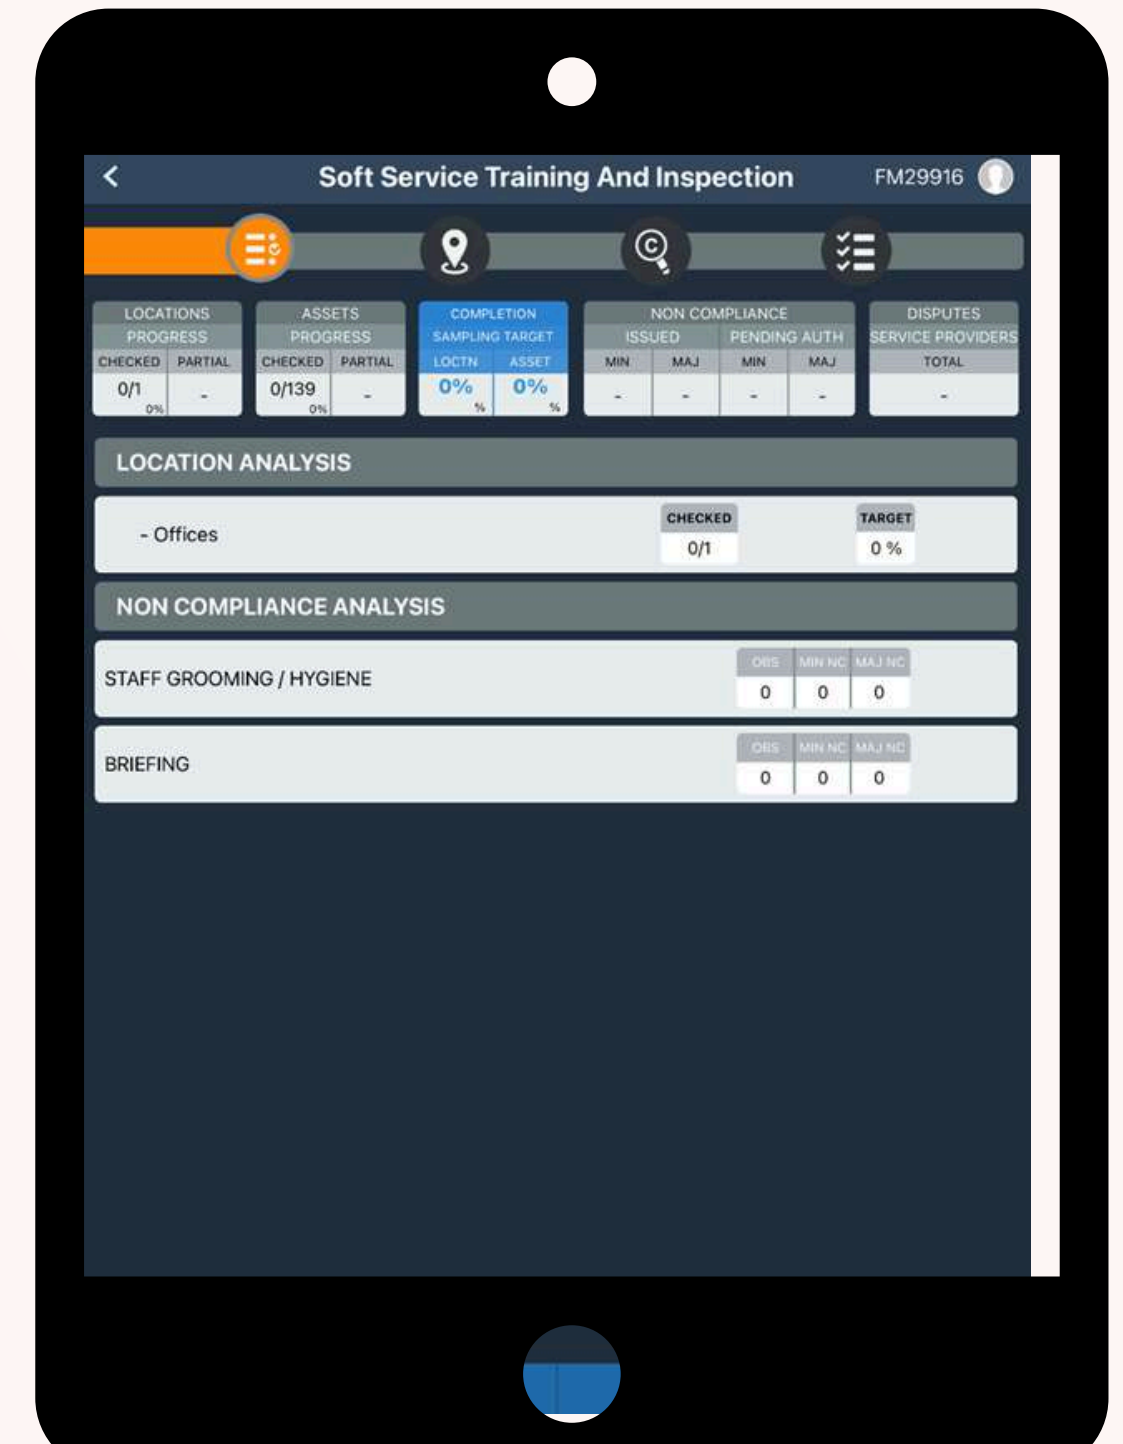 Soft Service Training And Inspection FM29916
C
LOCATIONS ASSETS COMPLETION NON COMPLIANCE DISPUTES
PROGRESS PROGRESS SAMPLING TARGET ISSUED PENDING AUTH SERVICE PROVIDERS
CHECKED PARTIAL CHECKED PARTIAL LOCTN ASSET MIN MAJ MIN MAJ TOTAL
0/1 - 0/139 - 0% 0% - - - - -
0% 0% % %
LOCATION ANALYSIS
CHECKED TARGET
- Offices 0/1 0 %
NON COMPLIANCE ANALYSIS
OBS MIN NC MAJ NC
STAFF GROOMING / HYGIENE 0 0 0
OBS MIN NC MAJ NC
BRIEFING 0 0 0